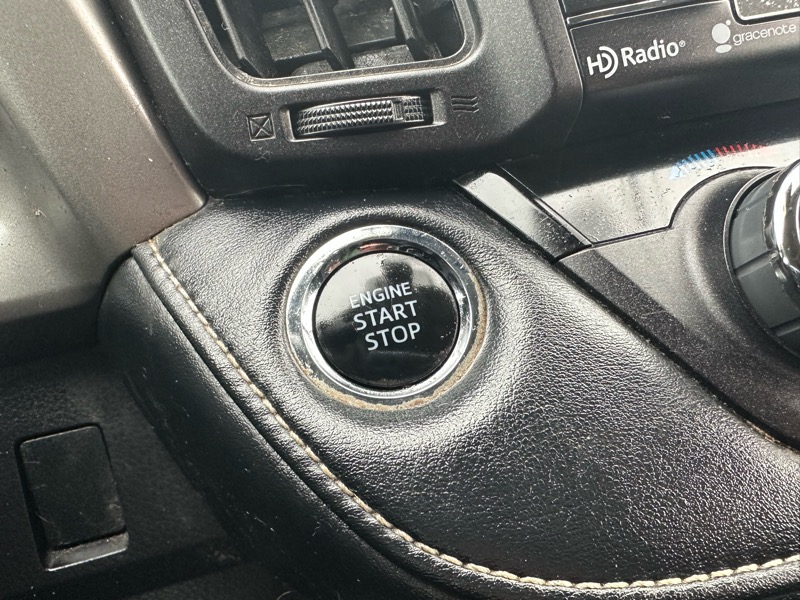 HD Radio®
gracenote
ENGINE
START
STOP